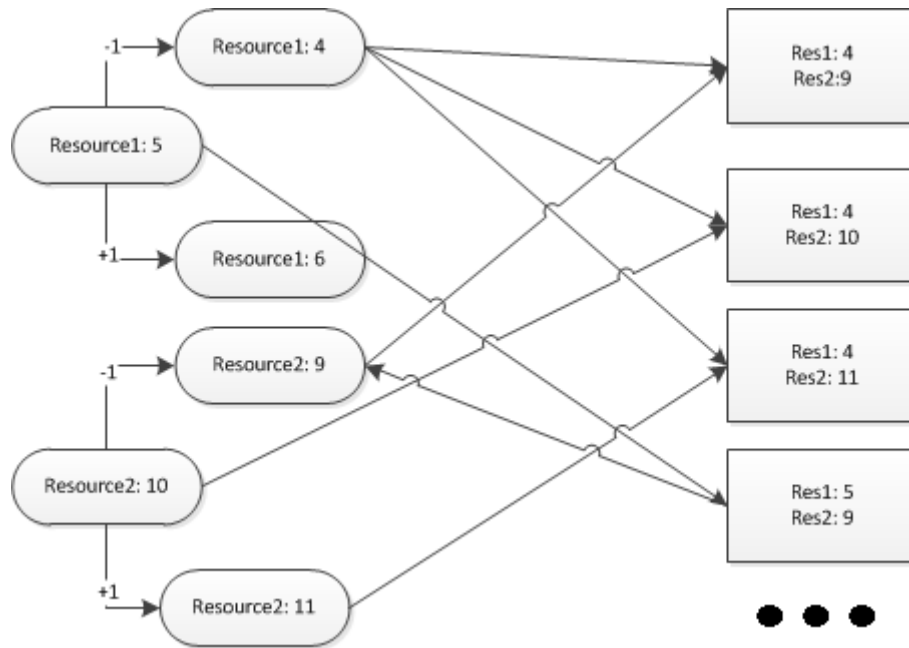 -1
Resource1: 4
Res1: 4
Res2:9
Resource1: 5
Res1: 4
Res2: 10
+1
Resource1: 6
Resource2: 9
-1
Res1: 4
Res2: 11
Resource2: 10
Res1: 5
Res2: 9
+1
Resource2: 11